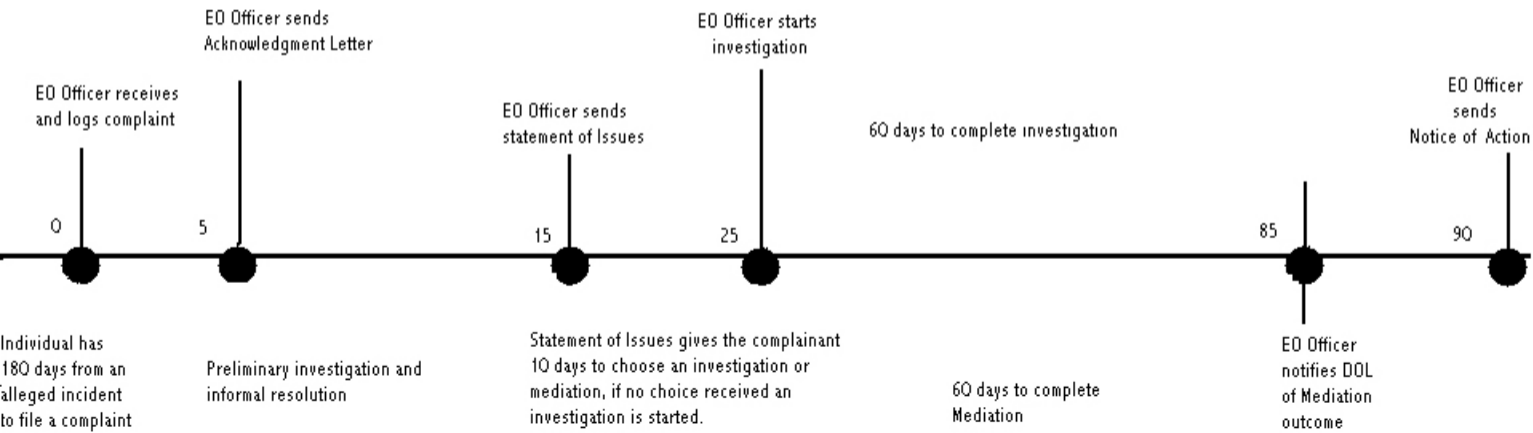 EO Officer sends
Acknowledgment Letter
EO Officer starts
investigation
EO Officer receives
and logs complaint
EO Officer sends
statement of Issues
60 days to complete investigation
EO Officer
sends
Notice of Action
0
5
15
25
85
90
Individual has
180 days from an
alleged incident
to file a complaint
Preliminary investigation and
informal resolution
Statement of Issues gives the complainant
10 days to choose an investigation or
mediation, if no choice received an
investigation is started.
60 days to complete
Mediation
EO Officer
notifies DOL
of Mediation
outcome